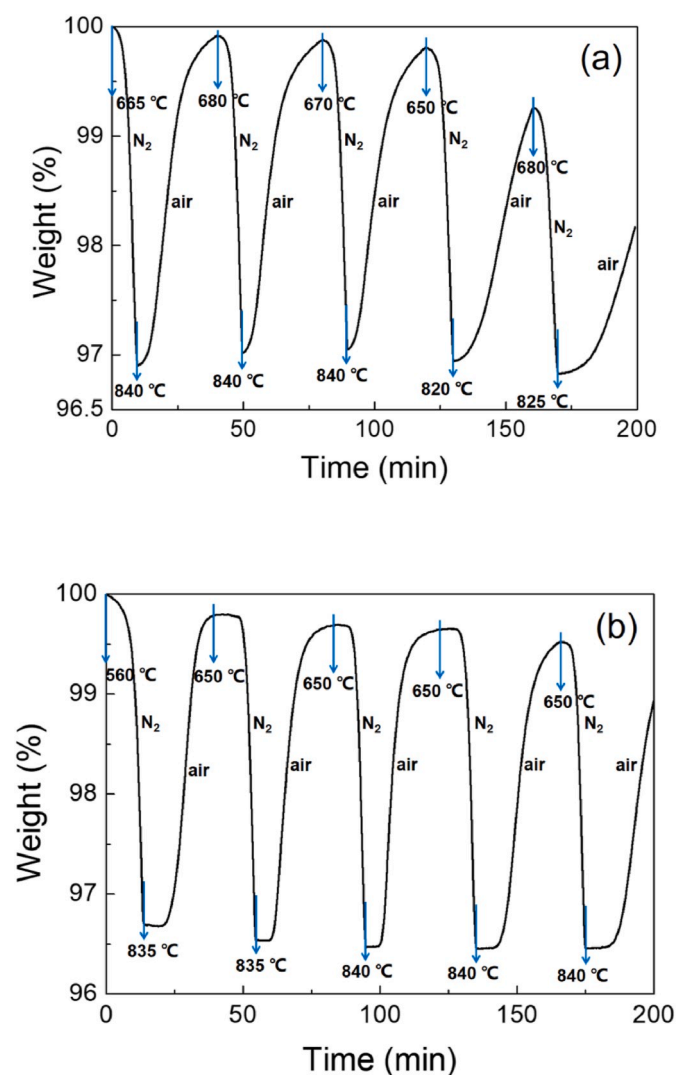 (a)
100
99
98
97
96.5
Weight (%)
665 ℃
680 ℃
670 ℃
650 ℃
680 ℃
N2
N2
N2
N2
N2
air
air
air
air
air
840 ℃
840 ℃
840 ℃
820 ℃
825 ℃
0
50
100
150
200
Time (min)
(b)
100
99
98
97
96
Weight (%)
560 ℃
650 ℃
650 ℃
650 ℃
650 ℃
N2
N2
N2
N2
N2
air
air
air
air
air
835 ℃
835 ℃
840 ℃
840 ℃
840 ℃
0
50
100
150
200
Time (min)